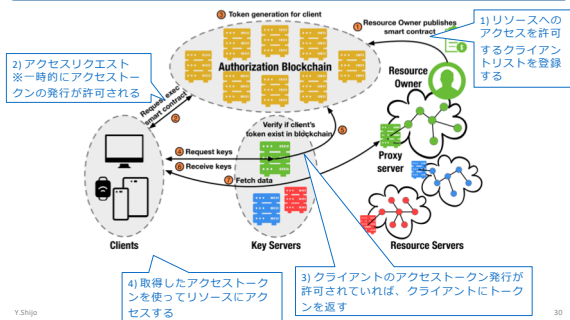 ③ Token generation for client
① Resource Owner publishes
smart contract
1) リソースへの
アクセスを許可
するクライアン
トリストを登録
する
2) アクセスリクエスト
※一時的にアクセストー
クンの発行が許可される
Authorization Blockchain
Resource
Owner
Request exec
smart contract
②
Verify if client's
token exist in blockchain
⑤
④ Request keys
⑥ Receive keys
⑦ Fetch data
Proxy
server
Clients
Key Servers
Resource Servers
3) クライアントのアクセストークン発行が
許可されていれば、クライアントにトーク
ンを返す
4) 取得したアクセストーク
ンを使ってリソースにアク
セスする
Y.Shijo
30